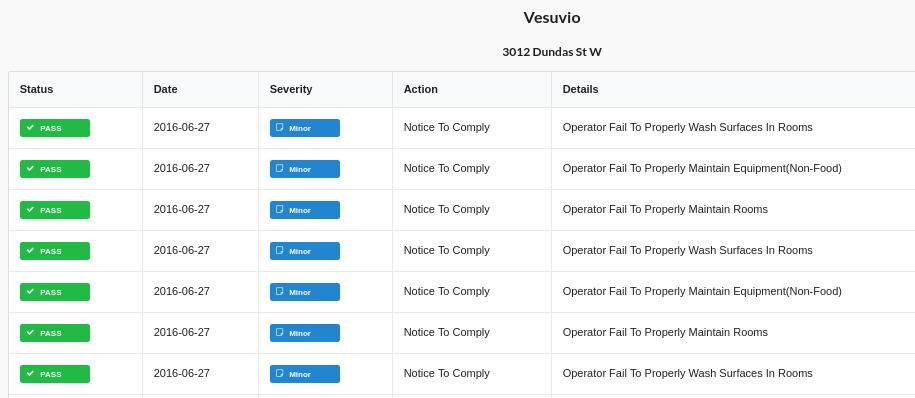 Vesuvio
3012 Dundas St W
Status Date Severity Action Details
PASS 2016-06-27 Minor Notice To Comply Operator Fail To Properly Wash Surfaces In Rooms
PASS 2016-06-27 Minor Notice To Comply Operator Fail To Properly Maintain Equipment(Non-Food)
PASS 2016-06-27 Minor Notice To Comply Operator Fail To Properly Maintain Rooms
PASS 2016-06-27 Minor Notice To Comply Operator Fail To Properly Wash Surfaces In Rooms
PASS 2016-06-27 Minor Notice To Comply Operator Fail To Properly Maintain Equipment(Non-Food)
PASS 2016-06-27 Minor Notice To Comply Operator Fail To Properly Maintain Rooms
PASS 2016-06-27 Minor Notice To Comply Operator Fail To Properly Wash Surfaces In Rooms